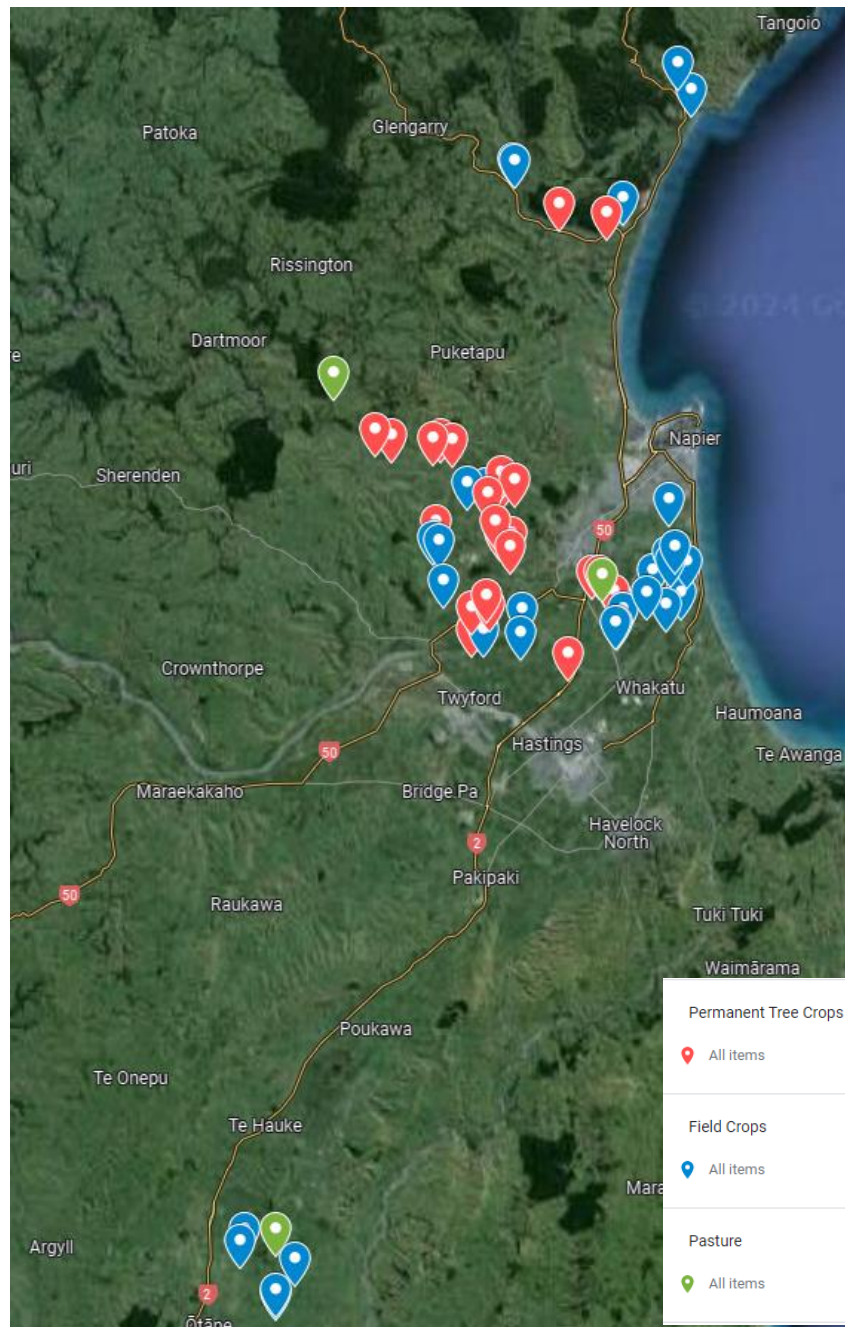 Tangoio
Patoka
Glengarry
Rissington
© 2024 Go
Dartmoor
Puketapu
e
Napier
uri
Sherenden
50
Crownthorpe
Whakatu
Twyford
Haumoana
50
Hastings
Te Awanga
Maraekakaho
Bridge Pa
Havelock
North
2
Pakipaki
50
Raukawa
Tuki Tuki
Waimārama
Poukawa
Te Onepu
Te Hauke
Mara
Argyll
2
Ōtāne
Permanent Tree Crops
All items
Field Crops
All items
Pasture
All items